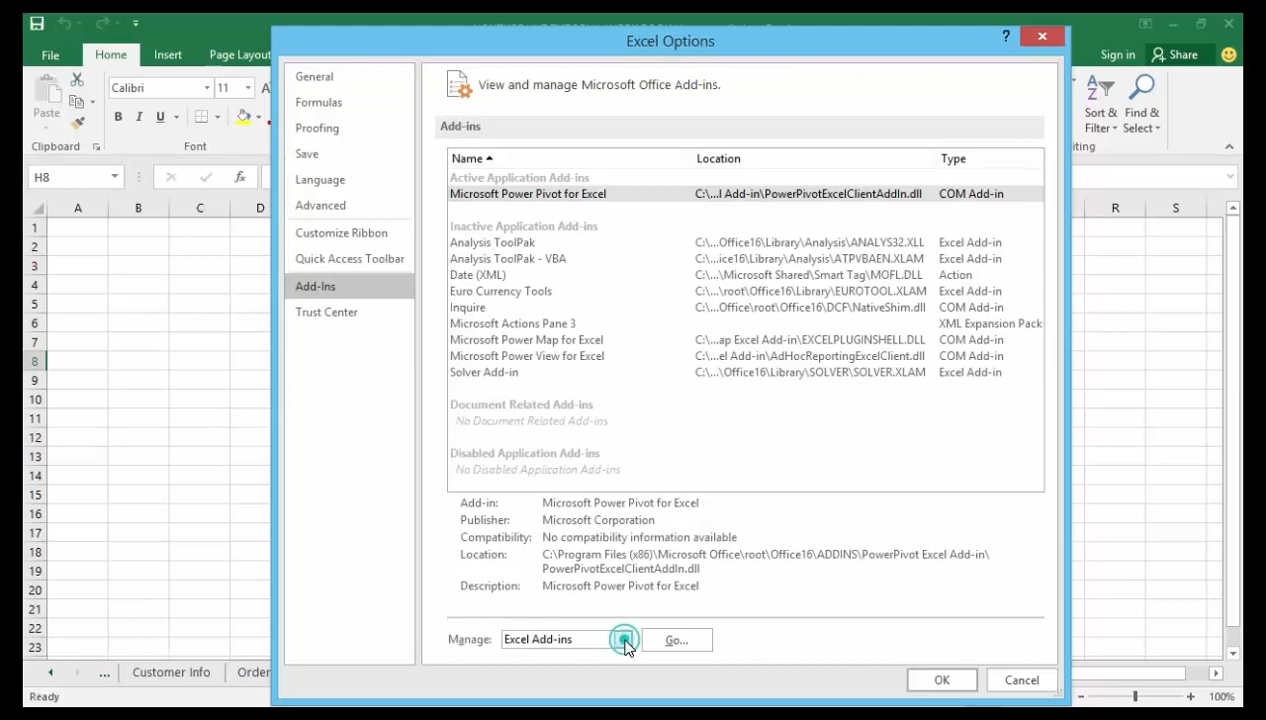 Excel Options
?
File
Home
Insert
Page Layou
Sign in
Share
Calibri
11
Paste
B I U
Clipboard
Font
Sort &
Filter
Find &
Select
iting
H8
fx
A B C D R S
1
2
3
4
5
6
7
8
9
10
11
12
13
14
15
16
17
18
19
20
21
22
23
General
Formulas
Proofing
Save
Language
Advanced
Customize Ribbon
Quick Access Toolbar
Add-Ins
Trust Center
View and manage Microsoft Office Add-ins.
Add-ins
Name Location Type
Active Application Add-ins
Microsoft Power Pivot for Excel C:\...l Add-in\PowerPivotExcelClientAddIn.dll COM Add-in
Inactive Application Add-ins
Analysis ToolPak C:\...Office16\Library\Analysis\ANALYS32.XLL Excel Add-in
Analysis ToolPak - VBA C:\...ice16\Library\Analysis\ATPVBAEN.XLAM Excel Add-in
Date (XML) C:\...\Microsoft Shared\Smart Tag\MOFL.DLL Action
Euro Currency Tools C:\...root\Office16\Library\EUROTOOL.XLAM Excel Add-in
Inquire C:\...Office\root\Office16\DCF\NativeShim.dll COM Add-in
Microsoft Actions Pane 3 XML Expansion Pack
Microsoft Power Map for Excel C:\...ap Excel Add-in\EXCELPLUGINSHELL.DLL COM Add-in
Microsoft Power View for Excel C:\...el Add-in\AdHocReportingExcelClient.dll COM Add-in
Solver Add-in C:\...\Office16\Library\SOLVER\SOLVER.XLAM Excel Add-in
Document Related Add-ins
No Document Related Add-ins
Disabled Application Add-ins
No Disabled Application Add-ins
Add-in: Microsoft Power Pivot for Excel
Publisher: Microsoft Corporation
Compatibility: No compatibility information available
Location: C:\Program Files (x86)\Microsoft Office\root\Office16\ADDINS\PowerPivot Excel Add-in\
PowerPivotExcelClientAddIn.dll
Description: Microsoft Power Pivot for Excel
Manage: Excel Add-ins Go...
OK Cancel
... Customer Info Order
Ready
100%